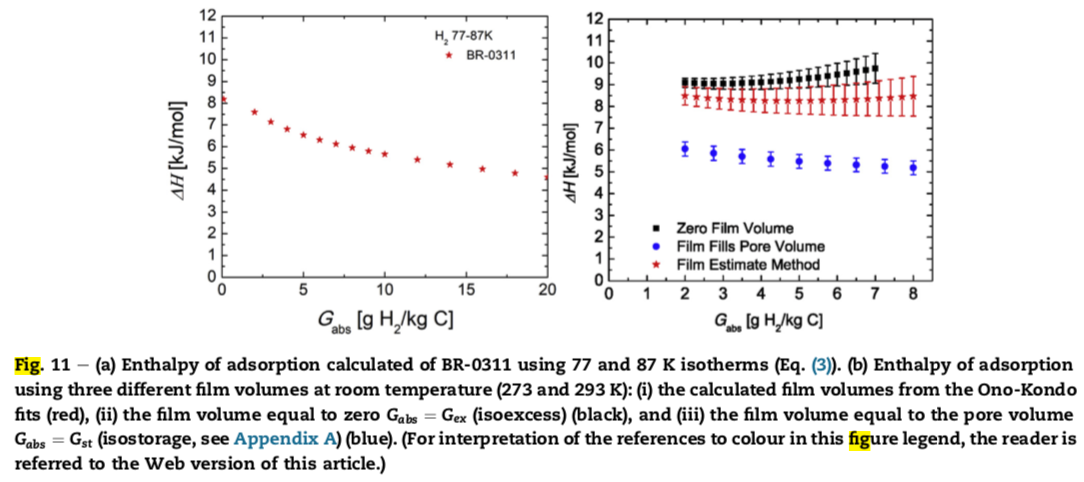 12
11
10
9
8
7
6
5
4
3
2
1
0
ΔH [kJ/mol]
H2 77-87K
BR-0311
0 5 10 15 20
Gabs [g H2/kg C]
12
11
10
9
8
7
6
5
4
3
2
1
0
ΔH [kJ/mol]
Zero Film Volume
Film Fills Pore Volume
Film Estimate Method
0 1 2 3 4 5 6 7 8
Gabs [g H2/kg C]
Fig. 11 – (a) Enthalpy of adsorption calculated of BR-0311 using 77 and 87 K isotherms (Eq. (3)). (b) Enthalpy of adsorption
using three different film volumes at room temperature (273 and 293 K): (i) the calculated film volumes from the Ono-Kondo
fits (red), (ii) the film volume equal to zero Gabs = Gex (isoexcess) (black), and (iii) the film volume equal to the pore volume
Gabs = Gst (isostorage, see Appendix A) (blue). (For interpretation of the references to colour in this figure legend, the reader is
referred to the Web version of this article.)